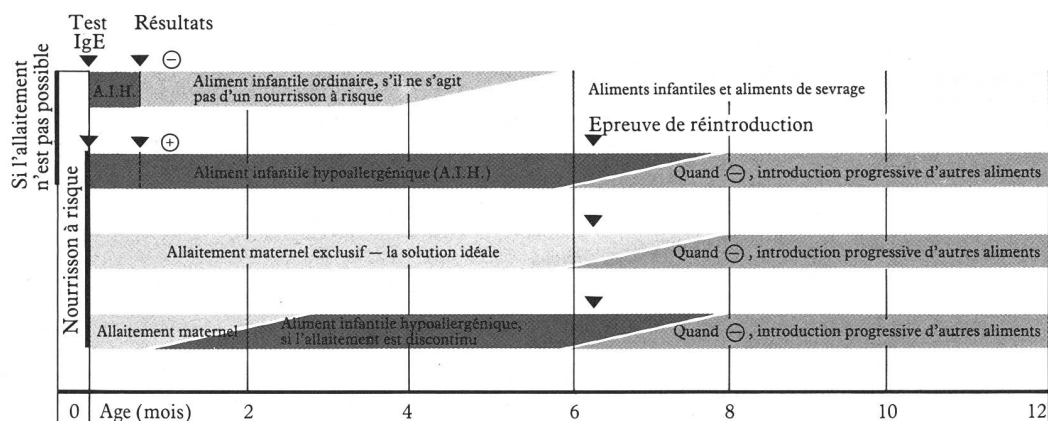 Test
IgE
Résultats
Si l'allaitement
n'est pas possible
Nourrisson à risque
⊖
A.I.H.
Aliment infantile ordinaire, s'il ne s'agit
pas d'un nourrisson à risque
Aliments infantiles et aliments de sevrage
Epreuve de réintroduction
⊕
Aliment infantile hypoallergénique (A.I.H.)
Quand ⊖, introduction progressive d'autres aliments
Allaitement maternel exclusif — la solution idéale
Quand ⊖, introduction progressive d'autres aliments
Allaitement maternel
Aliment infantile hypoallergénique,
si l'allaitement est discontinu
Quand ⊖, introduction progressive d'autres aliments
0 Age (mois) 2 4 6 8 10 12